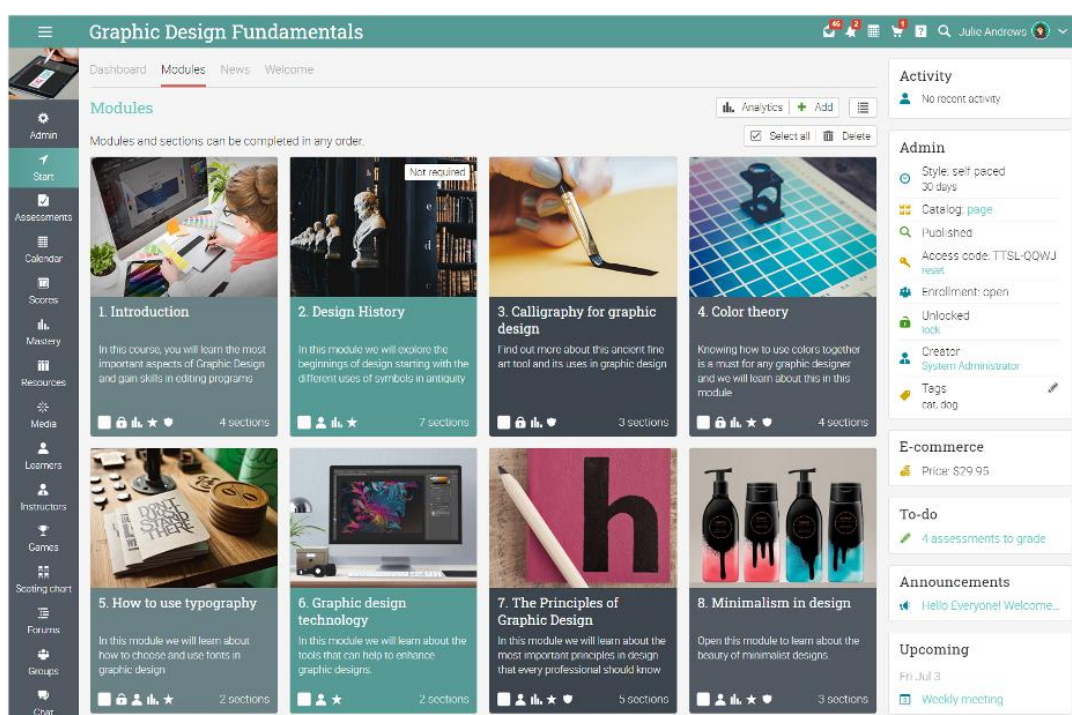 Graphic Design Fundamentals
46
2
1
?
Julie Andrews
Dashboard Modules News Welcome
Modules
Analytics Add
Modules and sections can be completed in any order.
Select all Delete
Admin
Start
Assessments
Calendar
Scores
Mastery
Resources
Media
Learners
Instructors
Games
Seating chart
Forums
Groups
Chat
1. Introduction
In this course, you will learn the most
important aspects of Graphic Design
and gain skills in editing programs
4 sections
Not required
e
d
c
2. Design History
In this module we will explore the
beginnings of design starting with the
different uses of symbols in antiquity
7 sections
3. Calligraphy for graphic
design
Find out more about this ancient fine
art tool and its uses in graphic design
3 sections
4. Color theory
Knowing how to use colors together
is a must for any graphic designer
and we will learn about this in this
module
4 sections
DON'T
JUST
STAND
THERE
5. How to use typography
In this module we will learn about
how to choose and use fonts in
graphic design
2 sections
6. Graphic design
technology
In this module we will learn about the
tools that can help to enhance
graphic designs.
2 sections
h
7. The Principles of
Graphic Design
In this module we will learn about the
most important principles in design
that every professional should know
5 sections
8. Minimalism in design
Open this module to learn about the
beauty of minimalist designs.
3 sections
Activity
No recent activity
Admin
Style: self paced
30 days
Catalog: page
Published
Access code: TTSL-QQWJ
reset
Enrollment: open
Unlocked
lock
Creator
System Administrator
Tags
cat, dog
E-commerce
Price: $29.95
To-do
4 assessments to grade
Announcements
Hello Everyone! Welcome...
Upcoming
Fri Jul 3
Weekly meeting